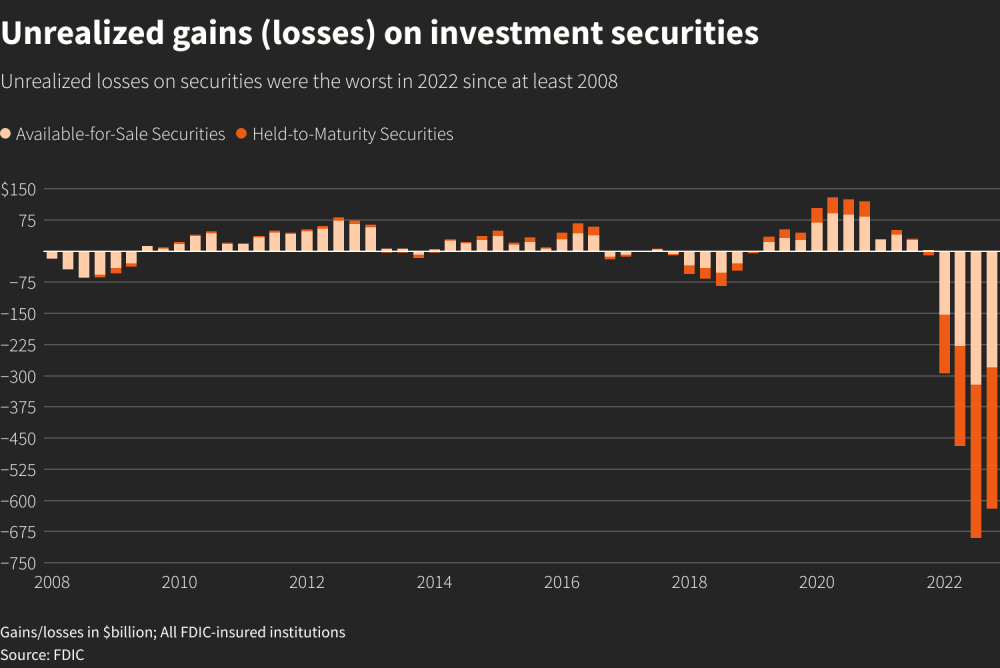 Unrealized gains (losses) on investment securities
Unrealized losses on securities were the worst in 2022 since at least 2008
Available-for-Sale Securities Held-to-Maturity Securities
$150
75
−75
−150
−225
−300
−375
−450
−525
−600
−675
−750
2008 2010 2012 2014 2016 2018 2020 2022
Gains/losses in $billion; All FDIC-insured institutions
Source: FDIC